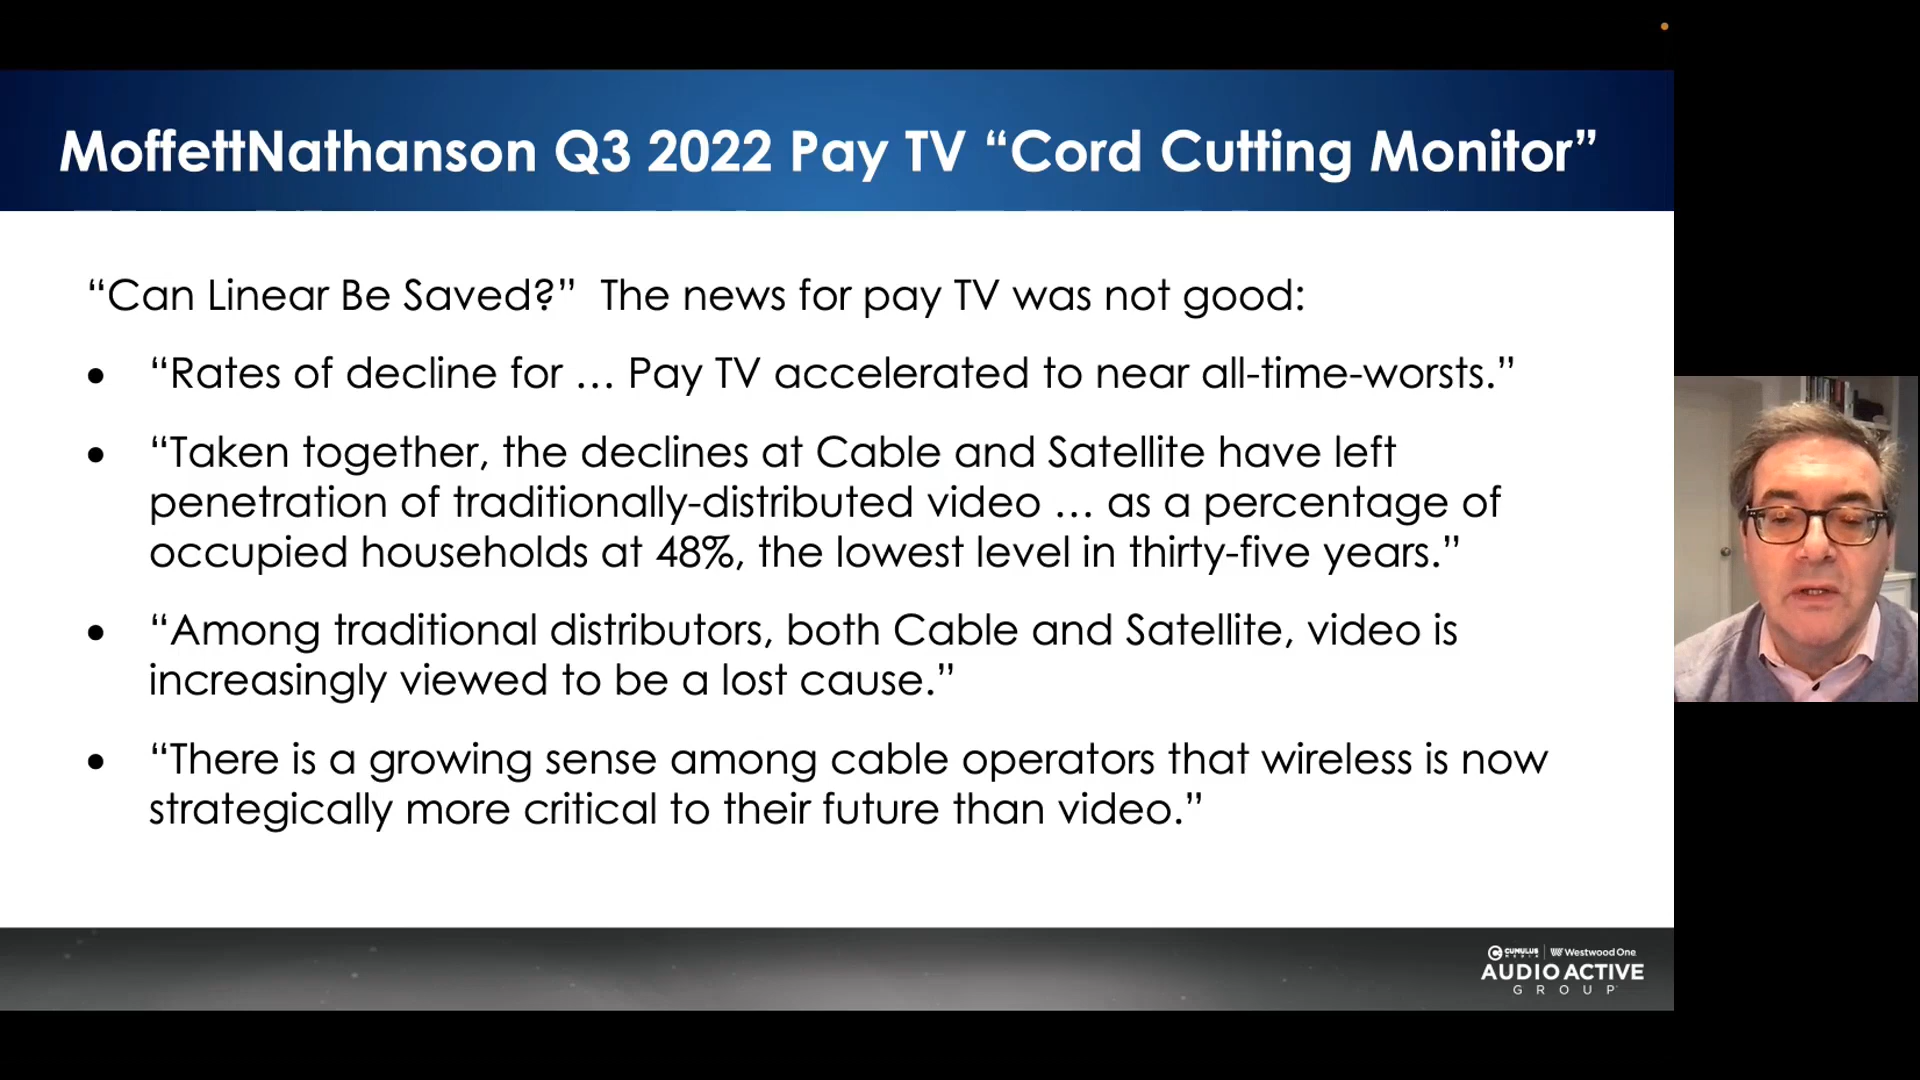 MoffettNathanson Q3 2022 Pay TV “Cord Cutting Monitor”
“Can Linear Be Saved?”  The news for pay TV was not good:
• “Rates of decline for … Pay TV accelerated to near all-time-worsts.”
• “Taken together, the declines at Cable and Satellite have left
penetration of traditionally-distributed video … as a percentage of
occupied households at 48%, the lowest level in thirty-five years.”
• “Among traditional distributors, both Cable and Satellite, video is
increasingly viewed to be a lost cause.”
• “There is a growing sense among cable operators that wireless is now
strategically more critical to their future than video.”
CUMULUS MEDIA | Westwood One
AUDIO ACTIVE
GROUP